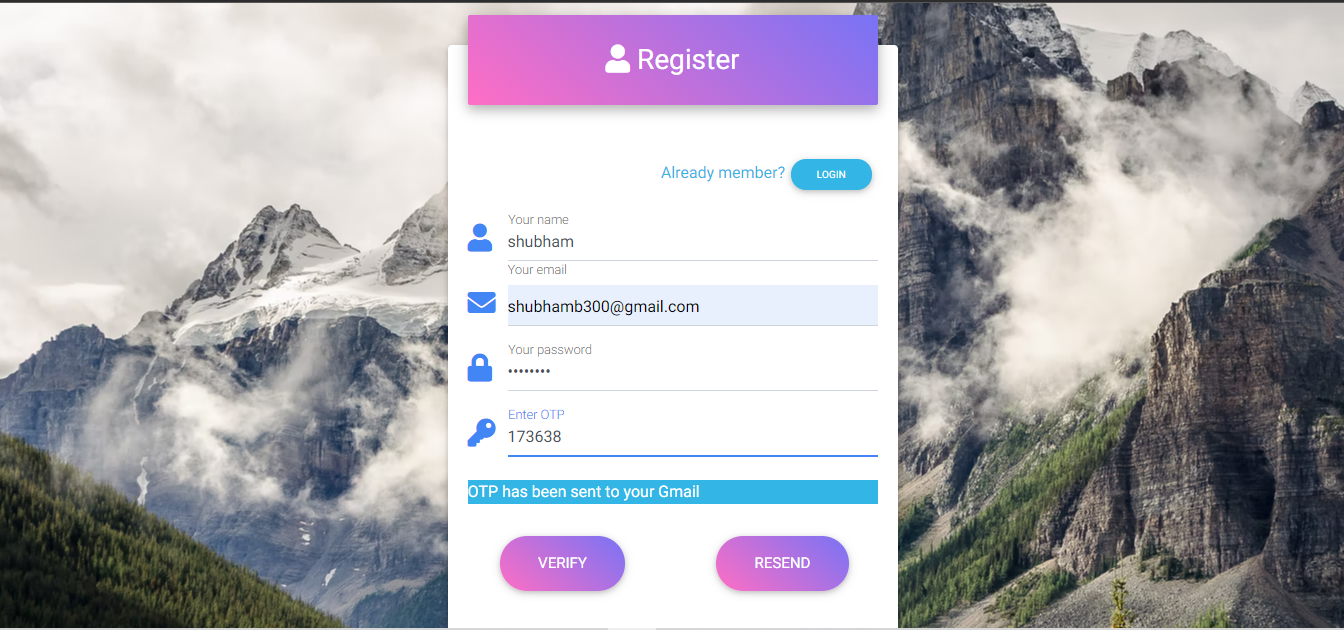 Register
Already member? LOGIN
Your name
shubham
Your email
shubhamb300@gmail.com
Your password
••••••••
Enter OTP
173638
OTP has been sent to your Gmail
VERIFY RESEND